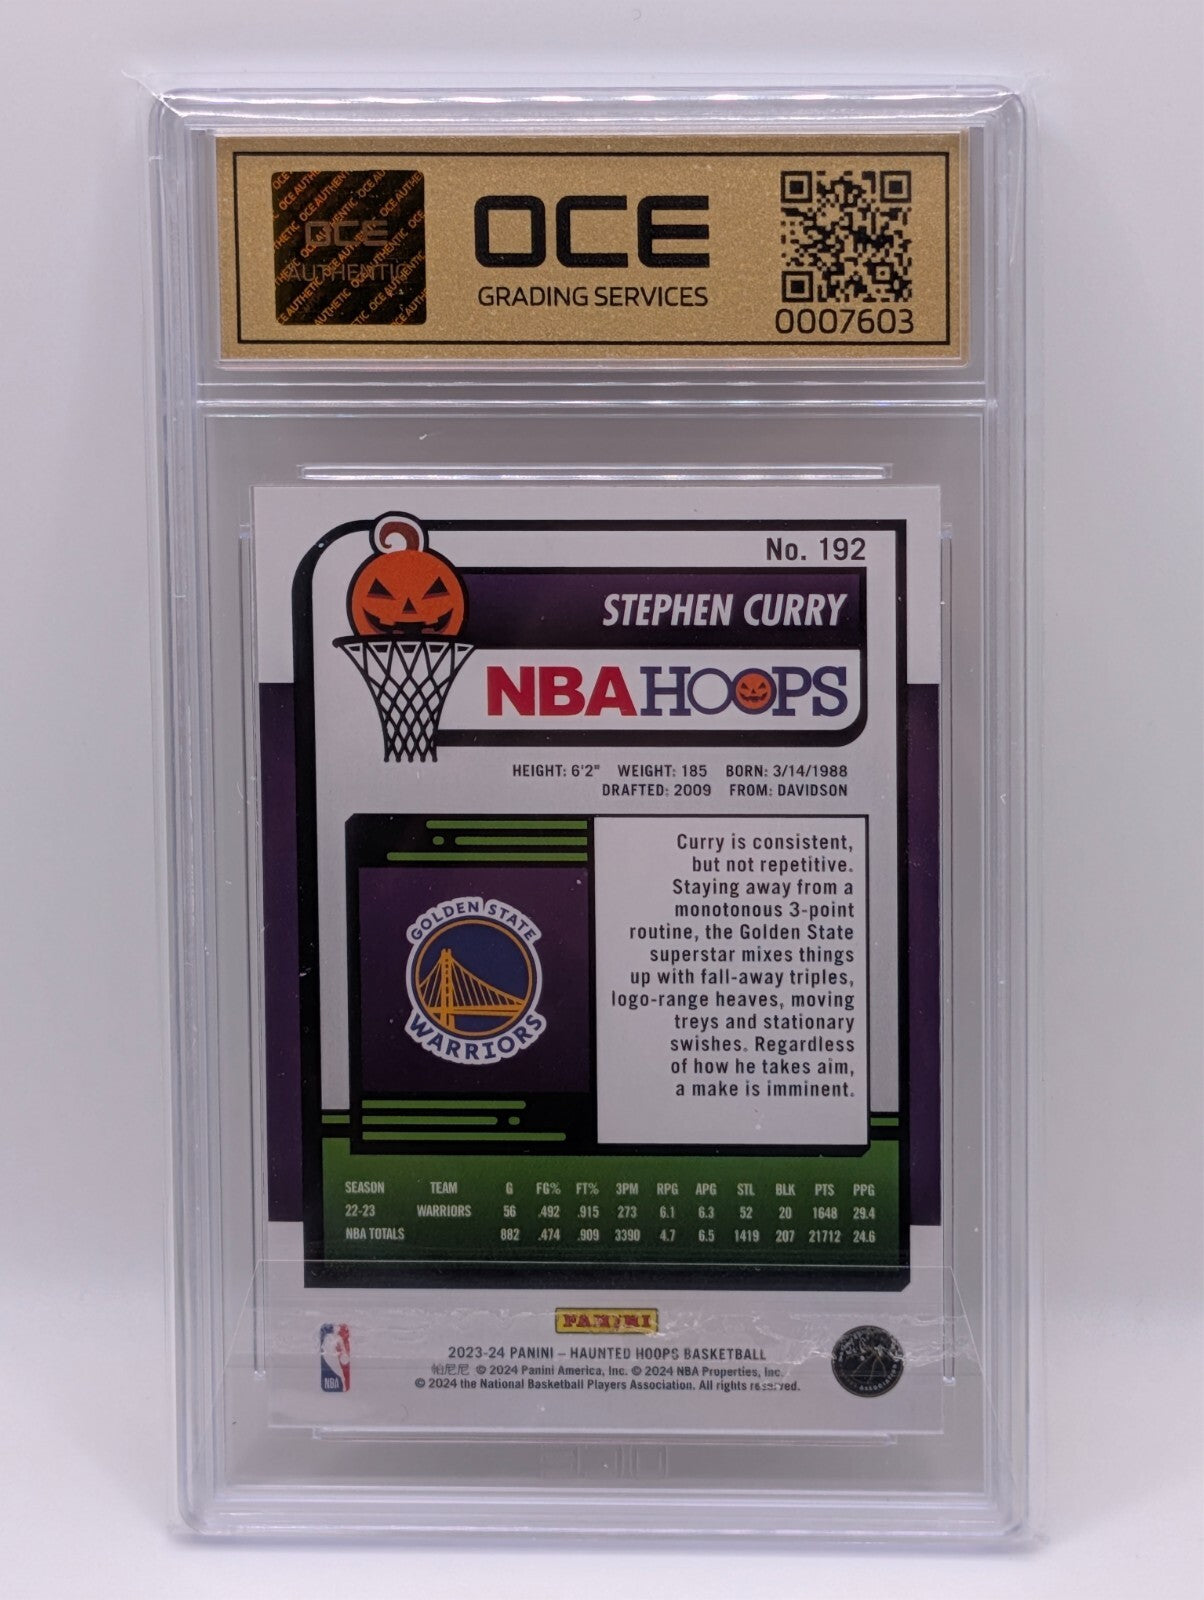 OCE
AUTHENTIC
OCE
GRADING SERVICES
0007603
No. 192
STEPHEN CURRY
NBA HOOPS
HEIGHT: 6'2" WEIGHT: 185 BORN: 3/14/1988
DRAFTED: 2009 FROM: DAVIDSON
GOLDEN STATE
WARRIORS
Curry is consistent,
but not repetitive.
Staying away from a
monotonous 3-point
routine, the Golden State
superstar mixes things
up with fall-away triples,
logo-range heaves, moving
treys and stationary
swishes. Regardless
of how he takes aim,
a make is imminent.
SEASON TEAM G FG% FT% 3PM RPG APG STL BLK PTS PPG
22-23 WARRIORS 56 .492 .915 273 6.1 6.3 52 20 1648 29.4
NBA TOTALS 882 .474 .909 3390 4.7 6.5 1419 207 21712 24.6
PANINI
NBA
2023-24 PANINI – HAUNTED HOOPS BASKETBALL
帕尼尼 © 2024 Panini America, Inc. © 2024 NBA Properties, Inc.
© 2024 the National Basketball Players Association. All rights reserved.